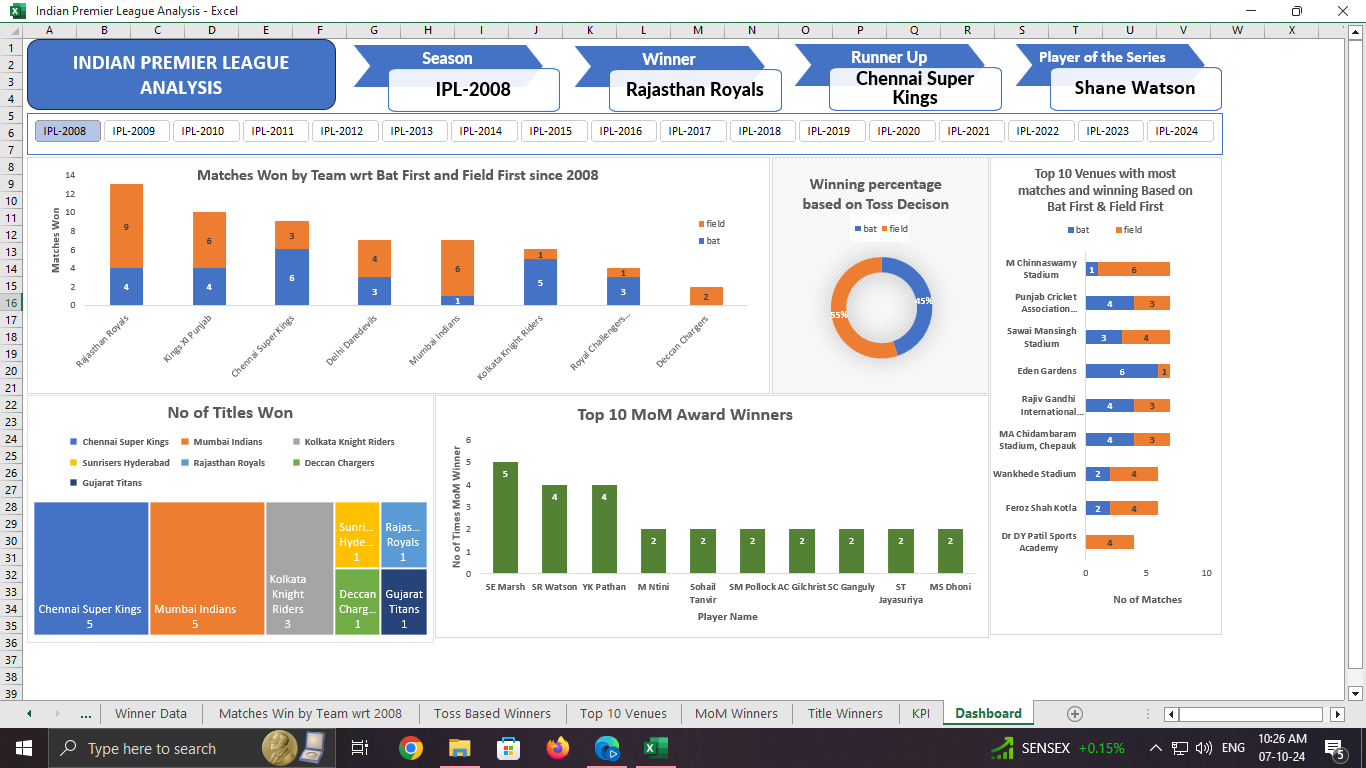 Indian Premier League Analysis - Excel
A B C D E F G H I J K L M N O P Q R S T U V W X
INDIAN PREMIER LEAGUE
ANALYSIS
Season
IPL-2008
Winner
Rajasthan Royals
Runner Up
Chennai Super
Kings
Player of the Series
Shane Watson
IPL-2008 IPL-2009 IPL-2010 IPL-2011 IPL-2012 IPL-2013 IPL-2014 IPL-2015 IPL-2016 IPL-2017 IPL-2018 IPL-2019 IPL-2020 IPL-2021 IPL-2022 IPL-2023 IPL-2024
1
2
3
4
5
6
7
8
9
10
11
12
13
14
15
16
17
18
19
20
21
22
23
24
25
26
27
28
29
30
31
32
33
34
35
36
37
38
39
Matches Won by Team wrt Bat First and Field First since 2008
Matches Won
14
12
10
8
6
4
2
0
9 6 3 4 6 1 1 2
4 4 6 3 1 5 3
field
bat
Rajasthan Royals
Kings XI Punjab
Chennai Super Kings
Delhi Daredevils
Mumbai Indians
Kolkata Knight Riders
Royal Challengers...
Deccan Chargers
Winning percentage
based on Toss Decison
bat field
45%
55%
Top 10 Venues with most
matches and winning Based on
Bat First & Field First
bat field
M Chinnaswamy
Stadium
1 6
Punjab Cricket
Association...
4 3
Sawai Mansingh
Stadium
3 4
Eden Gardens
6 1
Rajiv Gandhi
International...
4 3
MA Chidambaram
Stadium, Chepauk
4 3
Wankhede Stadium
2 4
Feroz Shah Kotla
2 4
Dr DY Patil Sports
Academy
4
0 5 10
No of Matches
No of Titles Won
Chennai Super Kings Mumbai Indians Kolkata Knight Riders
Sunrisers Hyderabad Rajasthan Royals Deccan Chargers
Gujarat Titans
Chennai Super Kings
5
Mumbai Indians
5
Kolkata
Knight
Riders
3
Sunri...
Hyde...
1
Rajas...
Royals
1
Deccan
Charg...
1
Gujarat
Titans
1
Top 10 MoM Award Winners
No of Times MoM Winner
6
5
4
3
2
1
0
5 4 4 2 2 2 2 2 2 2
SE Marsh SR Watson YK Pathan M Ntini Sohail
Tanvir SM Pollock AC Gilchrist SC Ganguly ST
Jayasuriya MS Dhoni
Player Name
... Winner Data Matches Win by Team wrt 2008 Toss Based Winners Top 10 Venues MoM Winners Title Winners KPI Dashboard
Type here to search
SENSEX +0.15%
ENG
10:26 AM
07-10-24
5